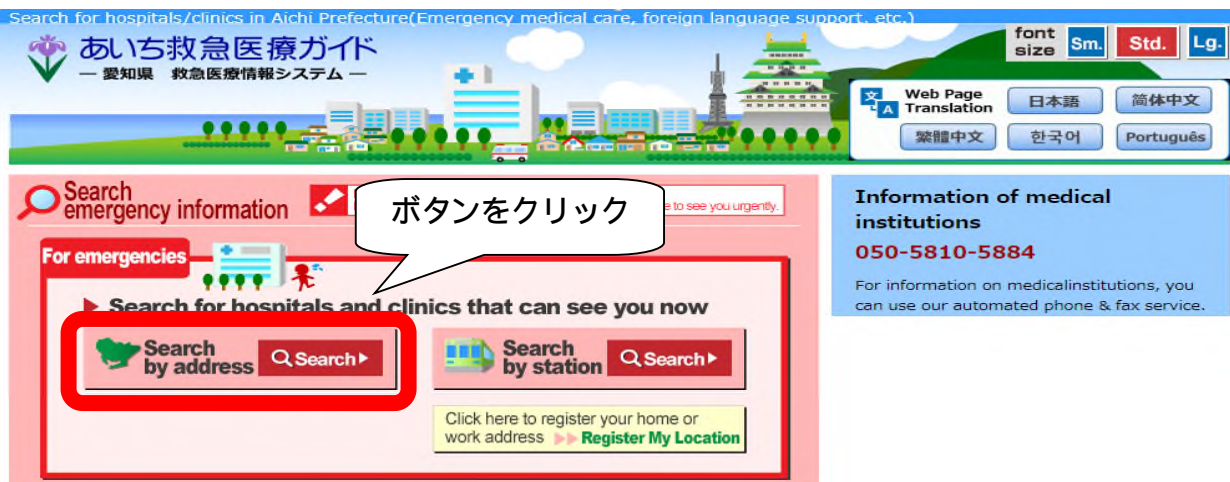 Search for hospitals/clinics in Aichi Prefecture(Emergency medical care, foreign language support, etc.)
あいち救急医療ガイド
― 愛知県 救急医療情報システム ―
font
size
Sm.
Std.
Lg.
Web Page
Translation
日本語
简体中文
繁體中文
한국어
Português
Search
emergency information
ボタンをクリック
to see you urgently.
For emergencies
Search for hospitals and clinics that can see you now
Search
by address
Search
Search
by station
Search
Click here to register your home or
work address
Register My Location
Information of medical
institutions
050-5810-5884
For information on medicalinstitutions, you
can use our automated phone & fax service.